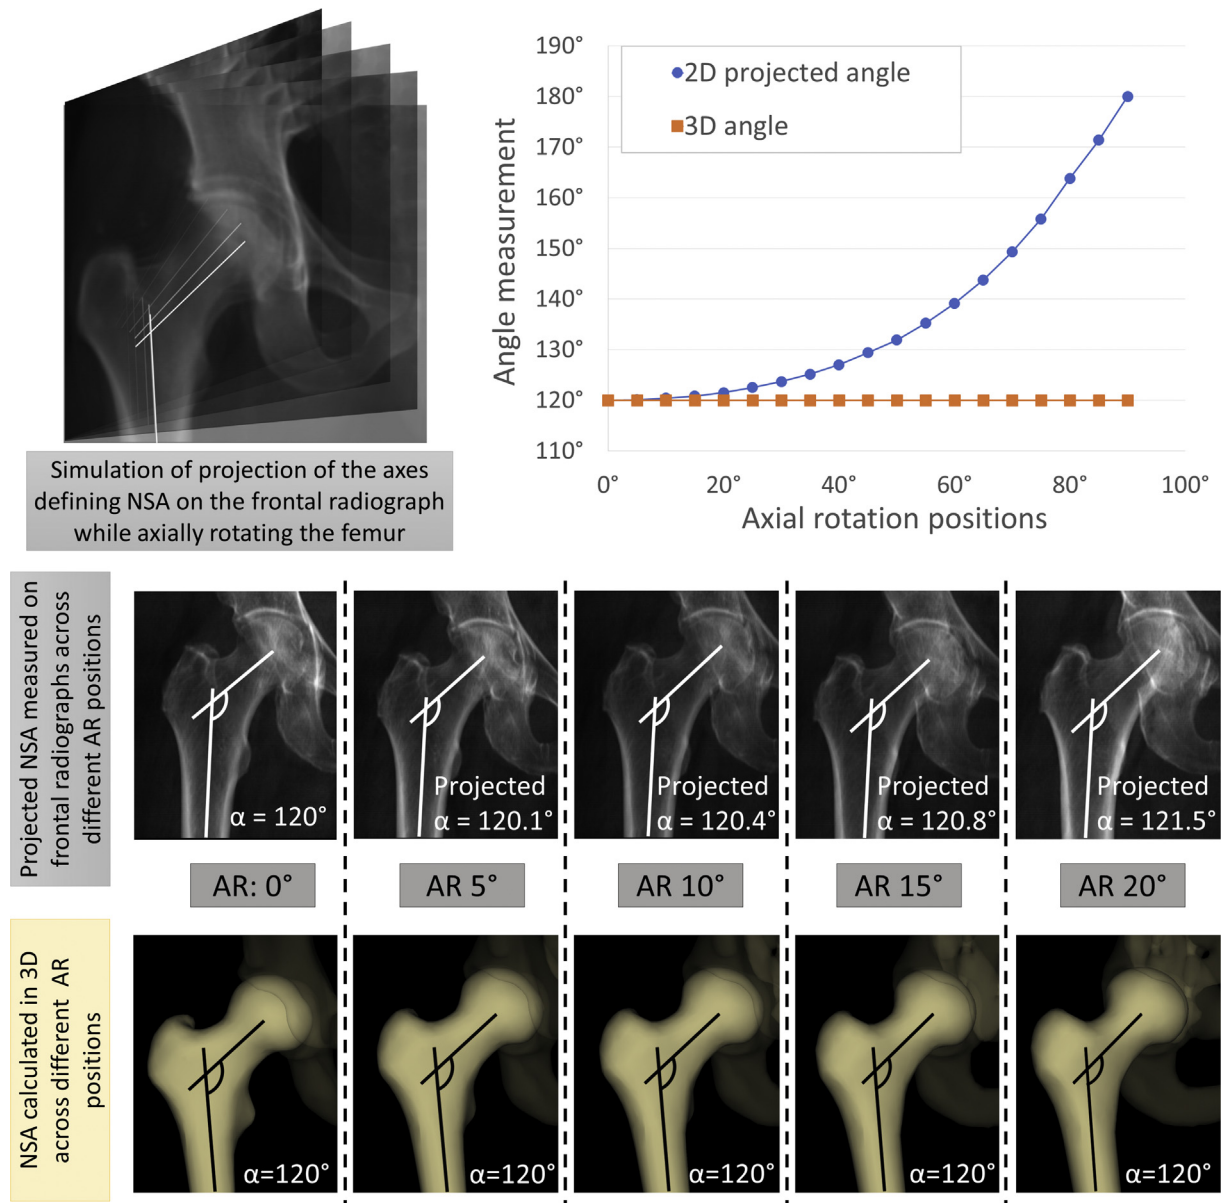 190°
180°
170°
160°
150°
140°
130°
120°
110°
Angle measurement
2D projected angle
3D angle
0°
20°
40°
60°
80°
100°
Axial rotation positions
Simulation of projection of the axes
defining NSA on the frontal radiograph
while axially rotating the femur
Projected NSA measured on
frontal radiographs across
different AR positions
α = 120°
Projected
α = 120.1°
Projected
α = 120.4°
Projected
α = 120.8°
Projected
α = 121.5°
AR: 0°
AR 5°
AR 10°
AR 15°
AR 20°
NSA calculated in 3D
across different AR
positions
α=120°
α=120°
α=120°
α=120°
α=120°